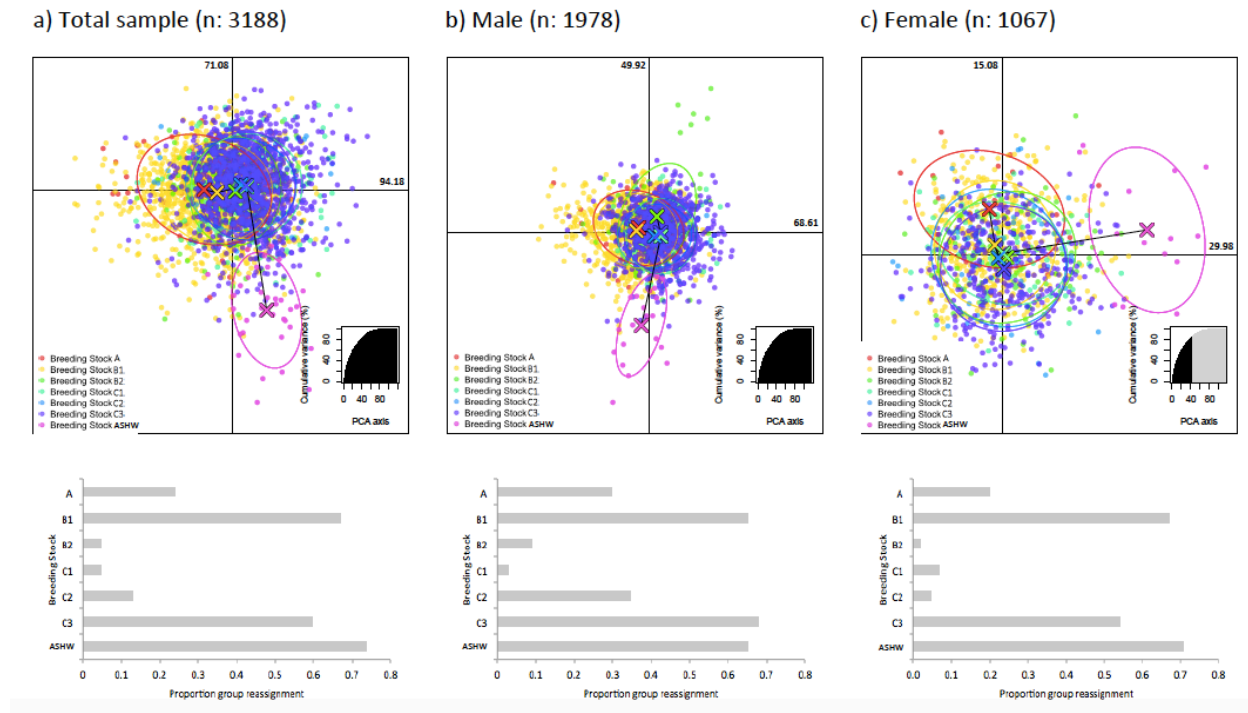 a) Total sample (n: 3188)
b) Male (n: 1978)
c) Female (n: 1067)
71.08
94.18
Breeding Stock A
Breeding Stock B1
Breeding Stock B2
Breeding Stock C1
Breeding Stock C2
Breeding Stock C3
Breeding Stock ASHW
Cumulative variance (%)
0 40 80
0 40 80
PCA axis
49.92
68.61
Breeding Stock A
Breeding Stock B1
Breeding Stock B2
Breeding Stock C1
Breeding Stock C2
Breeding Stock C3
Breeding Stock ASHW
Cumulative variance (%)
0 40 80
0 40 80
PCA axis
15.08
29.98
Breeding Stock A
Breeding Stock B1
Breeding Stock B2
Breeding Stock C1
Breeding Stock C2
Breeding Stock C3
Breeding Stock ASHW
Cumulative variance (%)
0 40 80
0 40 80
PCA axis
Breeding Stock
A
B1
B2
C1
C2
C3
ASHW
0 0.1 0.2 0.3 0.4 0.5 0.6 0.7 0.8
Proportion group reassignment
Breeding Stock
A
B1
B2
C1
C2
C3
ASHW
0 0.1 0.2 0.3 0.4 0.5 0.6 0.7 0.8
Proportion group reassignment
Breeding Stock
A
B1
B2
C1
C2
C3
ASHW
0 0.1 0.2 0.3 0.4 0.5 0.6 0.7 0.8
Proportion group reassignment